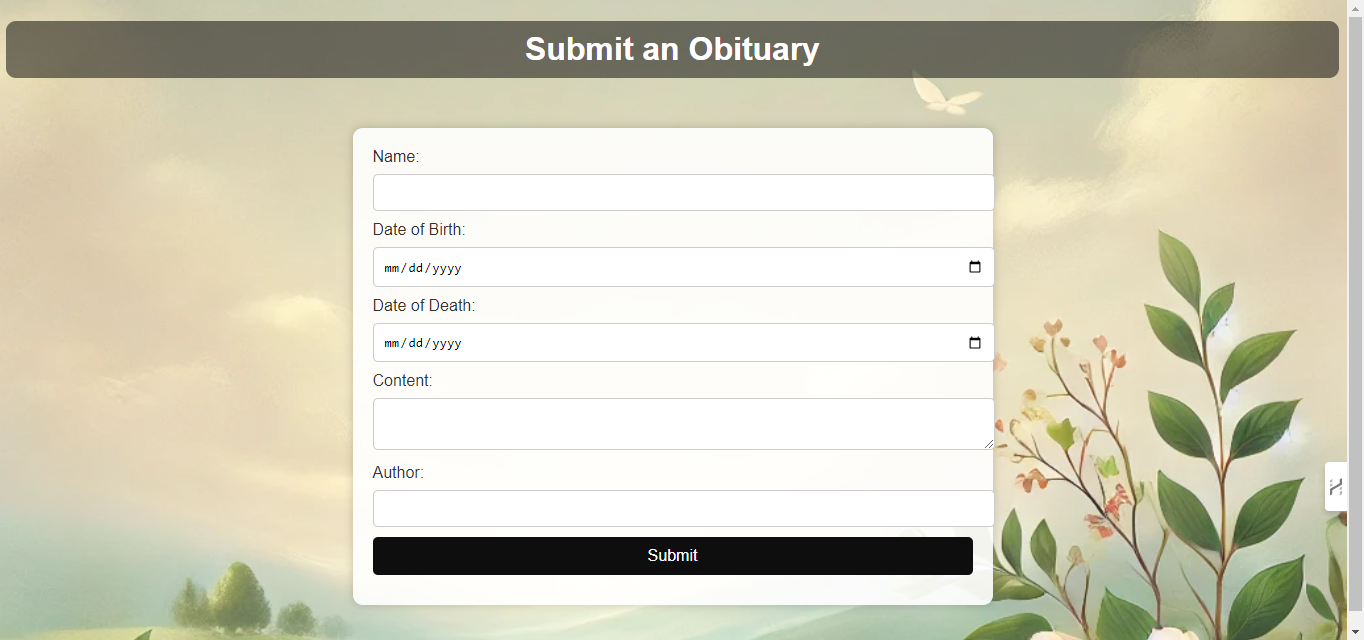 Submit an Obituary
Name:
Date of Birth:
mm/dd/yyyy
Date of Death:
mm/dd/yyyy
Content:
Author:
Submit